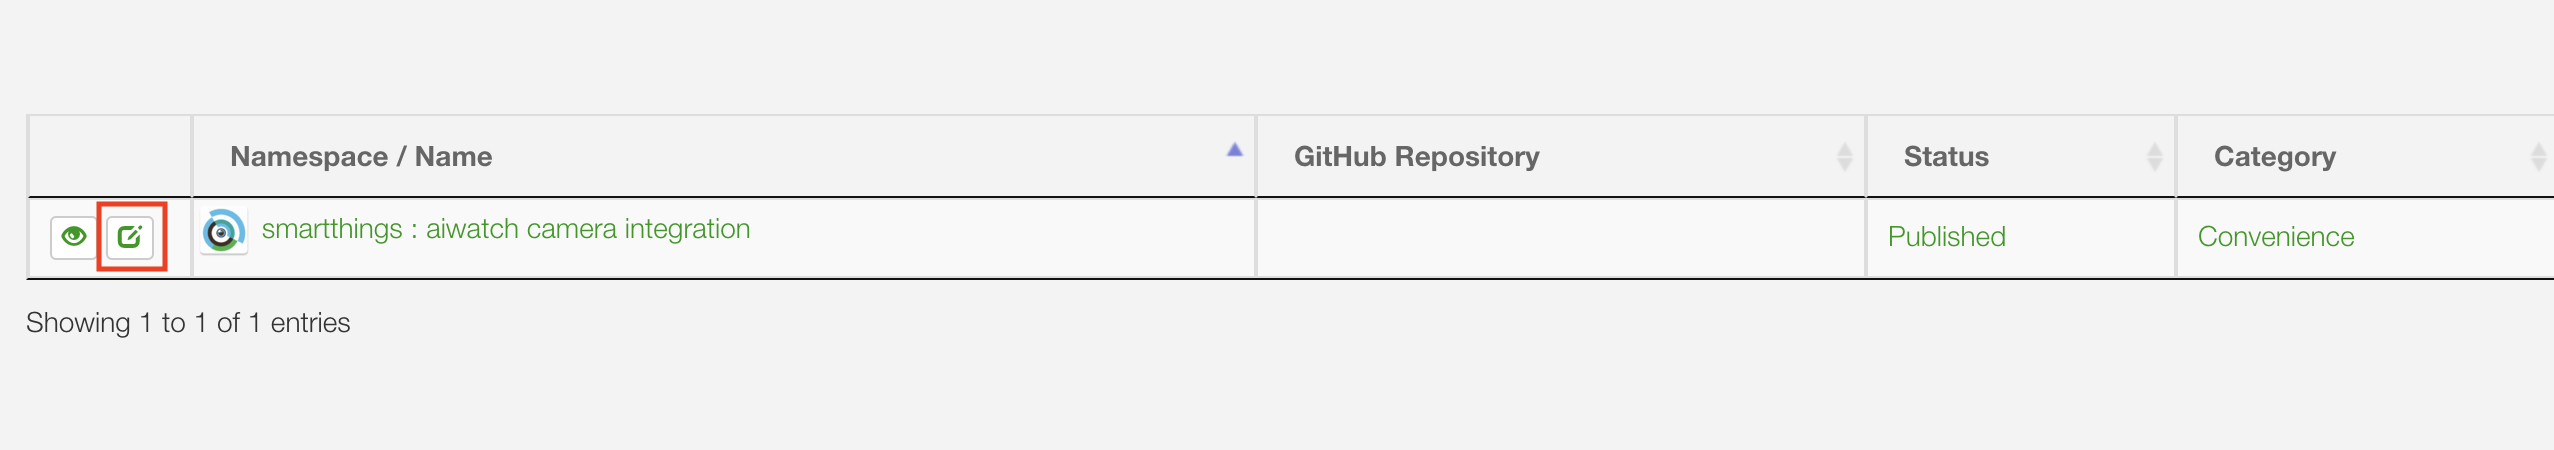 Namespace / Name GitHub Repository Status Category
smartthings : aiwatch camera integration Published Convenience
Showing 1 to 1 of 1 entries